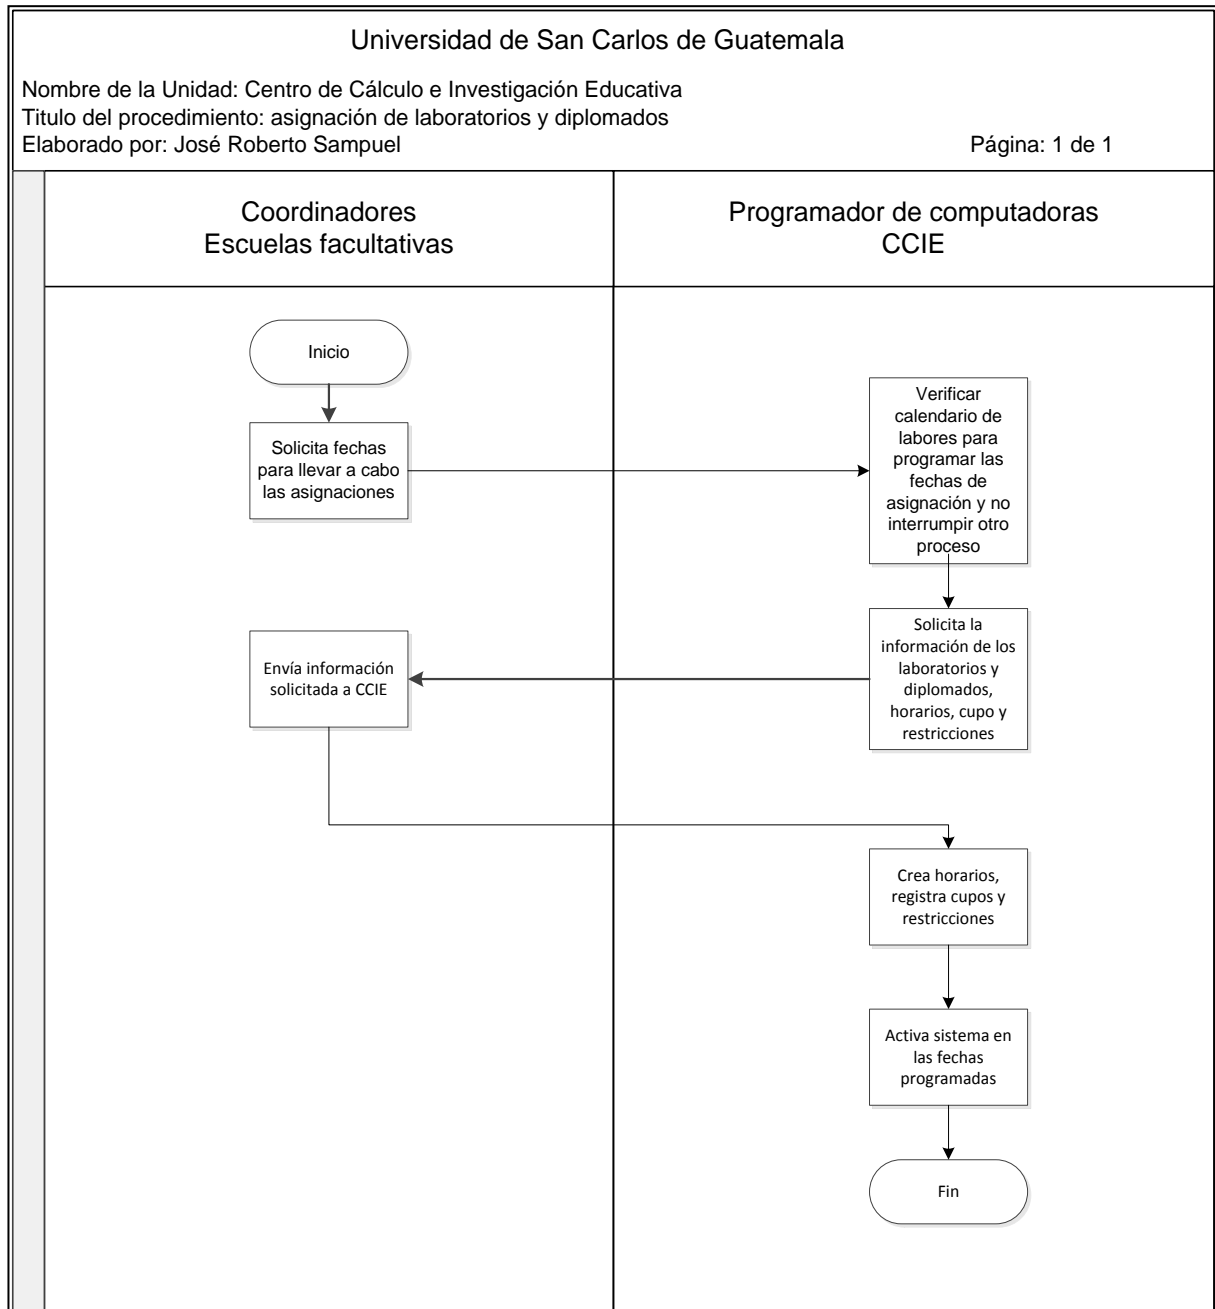 Universidad de San Carlos de Guatemala
Nombre de la Unidad: Centro de Cálculo e Investigación Educativa
Titulo del procedimiento: asignación de laboratorios y diplomados
Elaborado por: José Roberto Sampuel
Página: 1 de 1
Coordinadores
Escuelas facultativas
Programador de computadoras
CCIE
Inicio
Solicita fechas
para llevar a cabo
las asignaciones
Verificar
calendario de
labores para
programar las
fechas de
asignación y no
interrumpir otro
proceso
Solicita la
información de los
laboratorios y
diplomados,
horarios, cupo y
restricciones
Envía información
solicitada a CCIE
Crea horarios,
registra cupos y
restricciones
Activa sistema en
las fechas
programadas
Fin